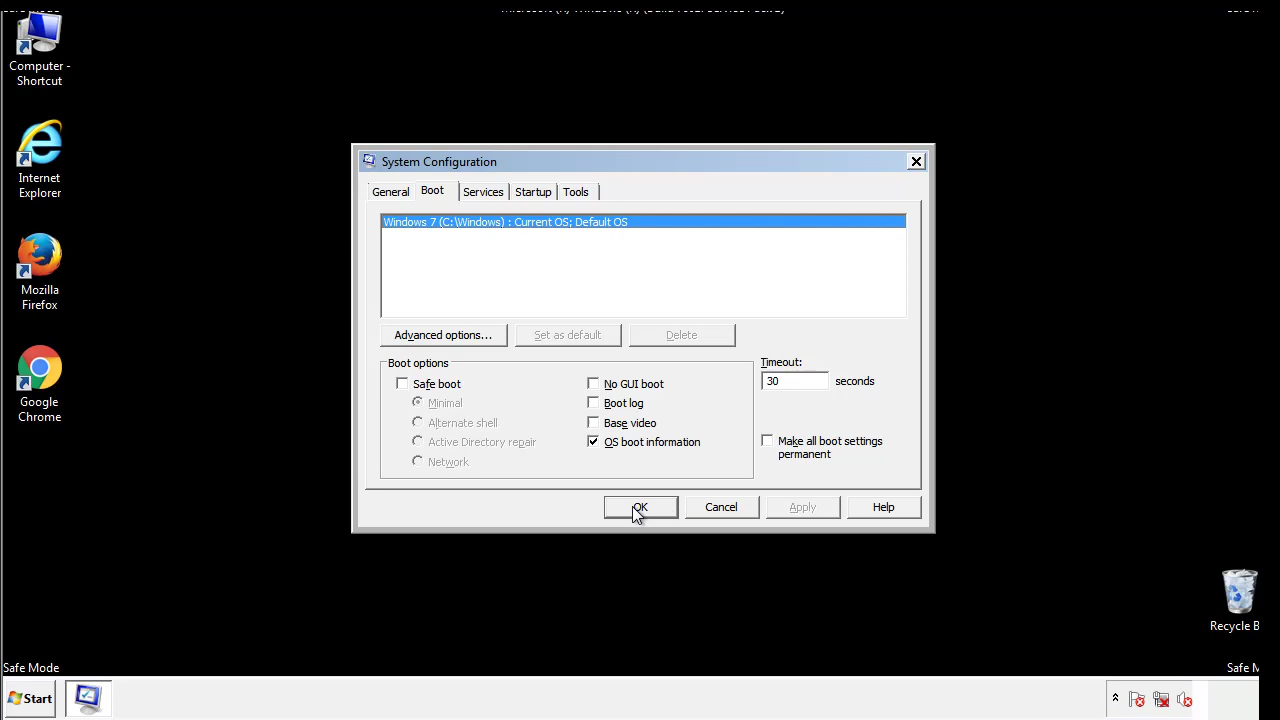 Computer -
Shortcut
Internet
Explorer
Mozilla
Firefox
Google
Chrome
System Configuration
General Boot Services Startup Tools
Windows 7 (C:\Windows) : Current OS; Default OS
Advanced options... Set as default Delete
Boot options
Timeout:
30 seconds
Safe boot
Minimal
Alternate shell
Active Directory repair
Network
No GUI boot
Boot log
Base video
OS boot information
Make all boot settings
permanent
OK Cancel Apply Help
Recycle B
Safe Mode
Safe M
Start